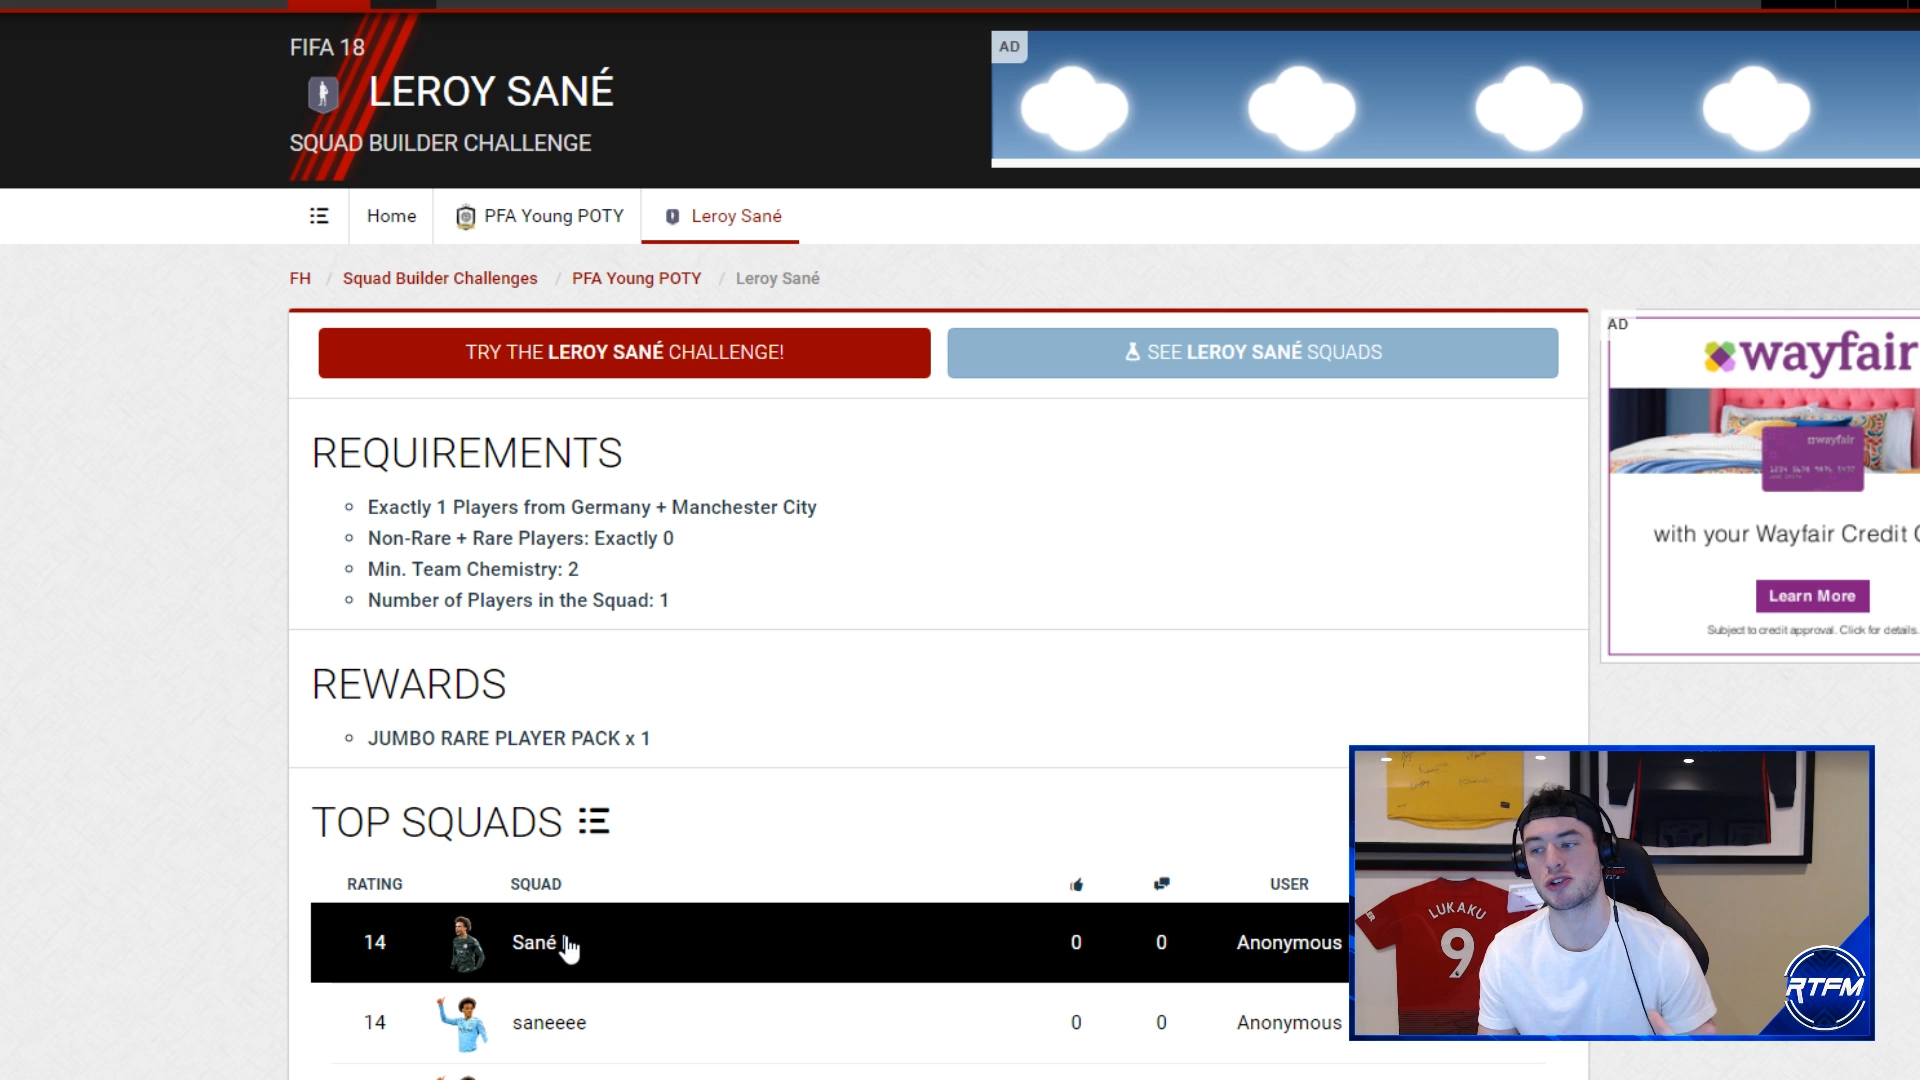 FIFA 18
LEROY SANÉ
SQUAD BUILDER CHALLENGE
AD
Home
PFA Young POTY
Leroy Sané
FH / Squad Builder Challenges / PFA Young POTY / Leroy Sané
TRY THE LEROY SANÉ CHALLENGE!
SEE LEROY SANÉ SQUADS
AD
wayfair
wayfair
with your Wayfair Credit
Learn More
Subject to credit approval. Click for details.
REQUIREMENTS
Exactly 1 Players from Germany + Manchester City
Non-Rare + Rare Players: Exactly 0
Min. Team Chemistry: 2
Number of Players in the Squad: 1
REWARDS
JUMBO RARE PLAYER PACK x 1
TOP SQUADS
RATING SQUAD USER
14 Sané 0 0 Anonymous
14 saneeee 0 0 Anonymous
LUKAKU
9
RTFM